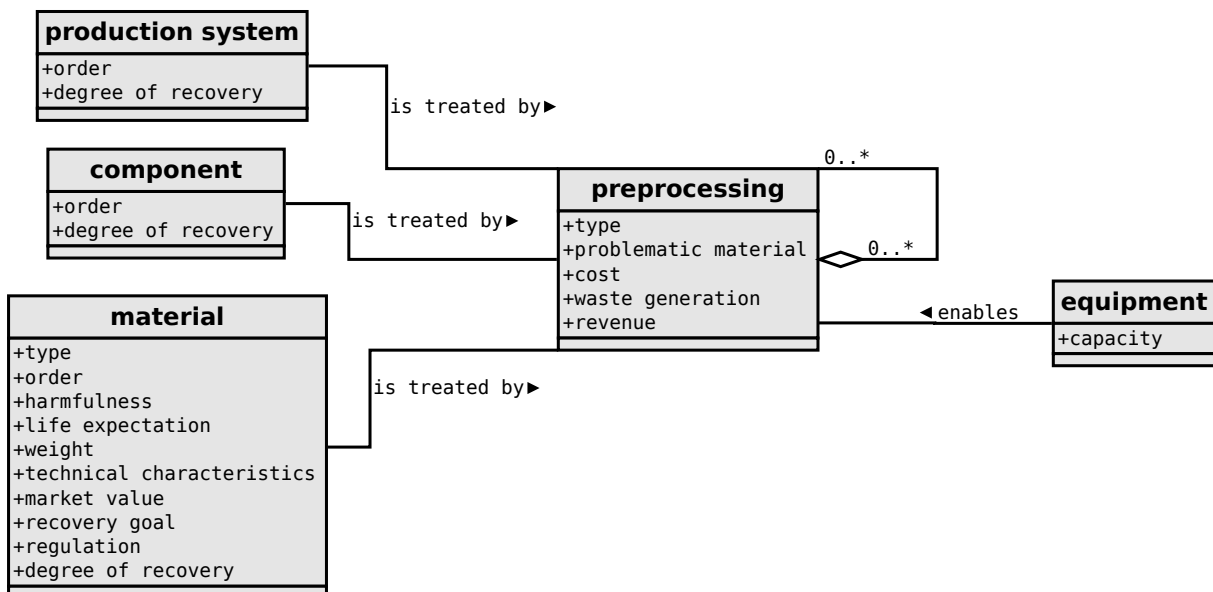 production system
+order
+degree of recovery
is treated by►
component
+order
+degree of recovery
is treated by►
material
+type
+order
+harmfulness
+life expectation
+weight
+technical characteristics
+market value
+recovery goal
+regulation
+degree of recovery
is treated by►
preprocessing
+type
+problematic material
+cost
+waste generation
+revenue
0..*
0..*
◄enables
equipment
+capacity